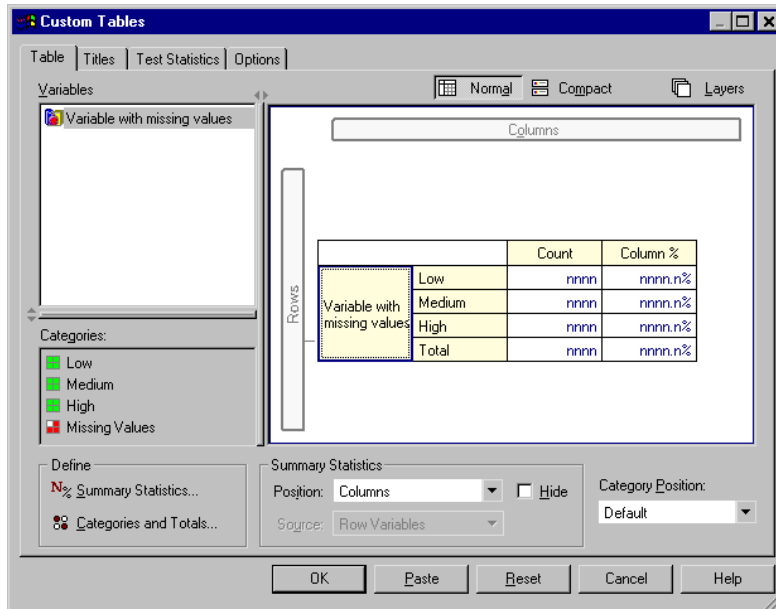 Custom Tables
Table Titles Test Statistics Options
Variables
Normal Compact Layers
Variable with missing values
Columns
Rows
Count Column %
Variable with missing values
Low nnnn nnnn.n%
Medium nnnn nnnn.n%
High nnnn nnnn.n%
Total nnnn nnnn.n%
Categories:
Low
Medium
High
Missing Values
Define
N% Summary Statistics...
Categories and Totals...
Summary Statistics
Position: Columns Hide
Source: Row Variables
Category Position:
Default
OK Paste Reset Cancel Help